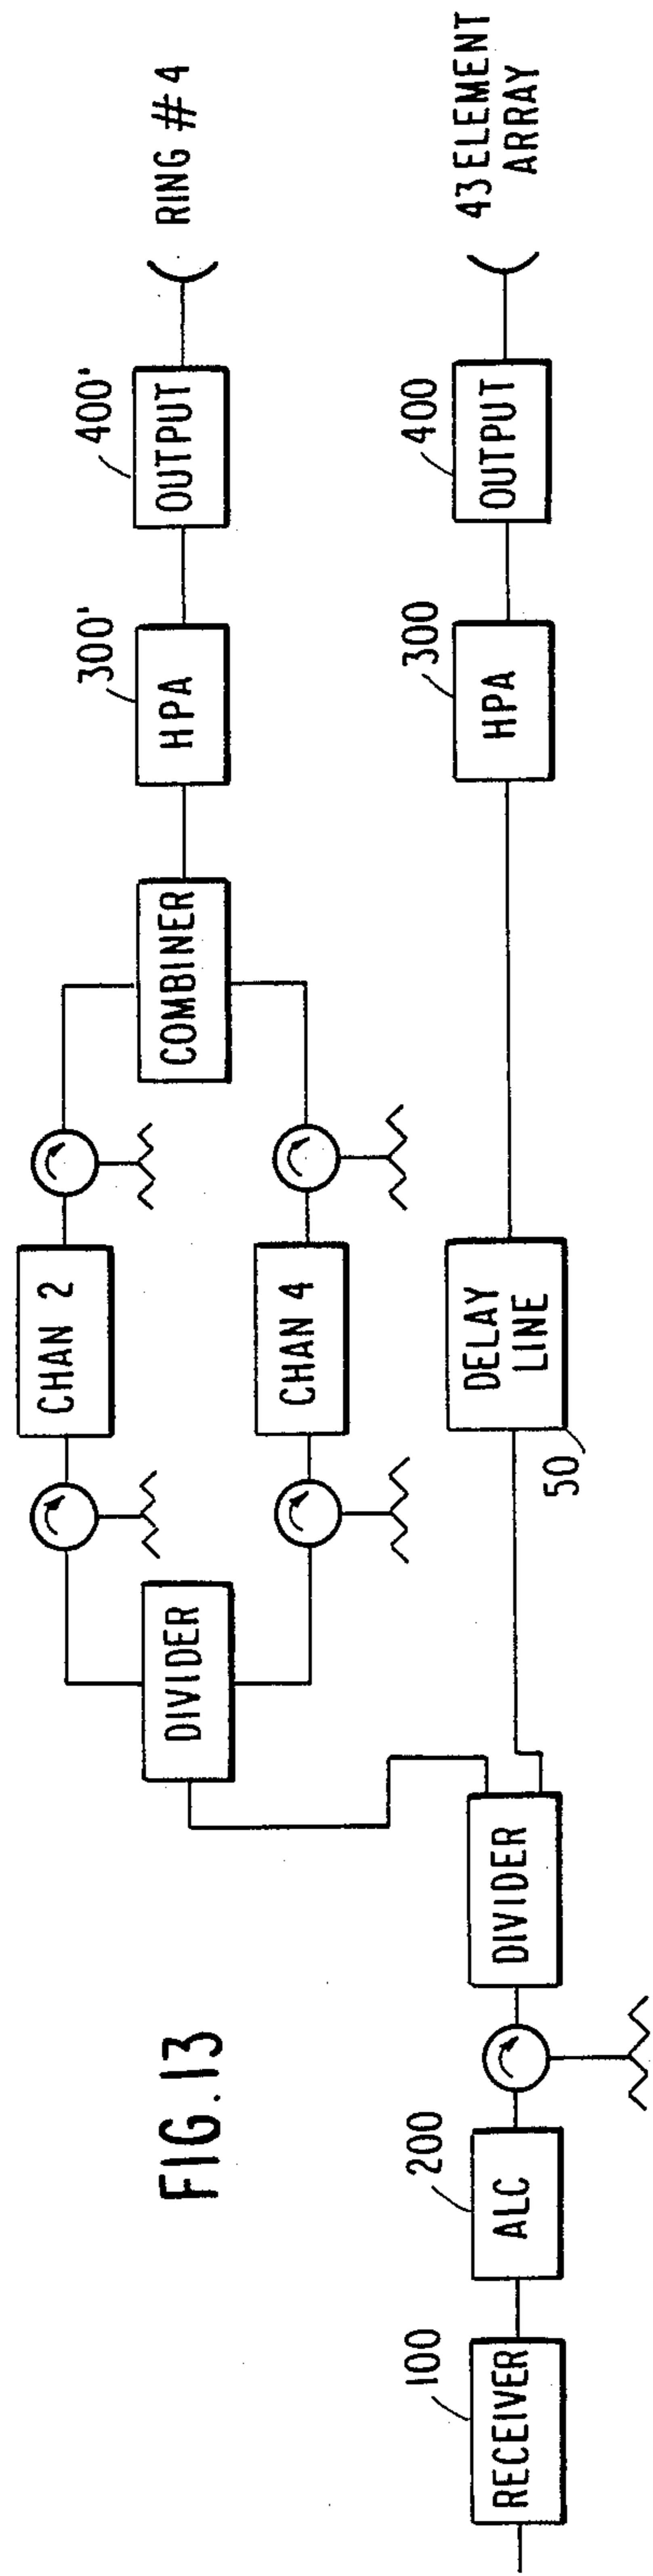 FIG. 13
RECEIVER
100
ALC
200
DIVIDER
DIVIDER
CHAN 2
CHAN 4
COMBINER
HPA
300'
OUTPUT
400'
RING #4
DELAY
LINE
50
HPA
300
OUTPUT
400
43 ELEMENT
ARRAY